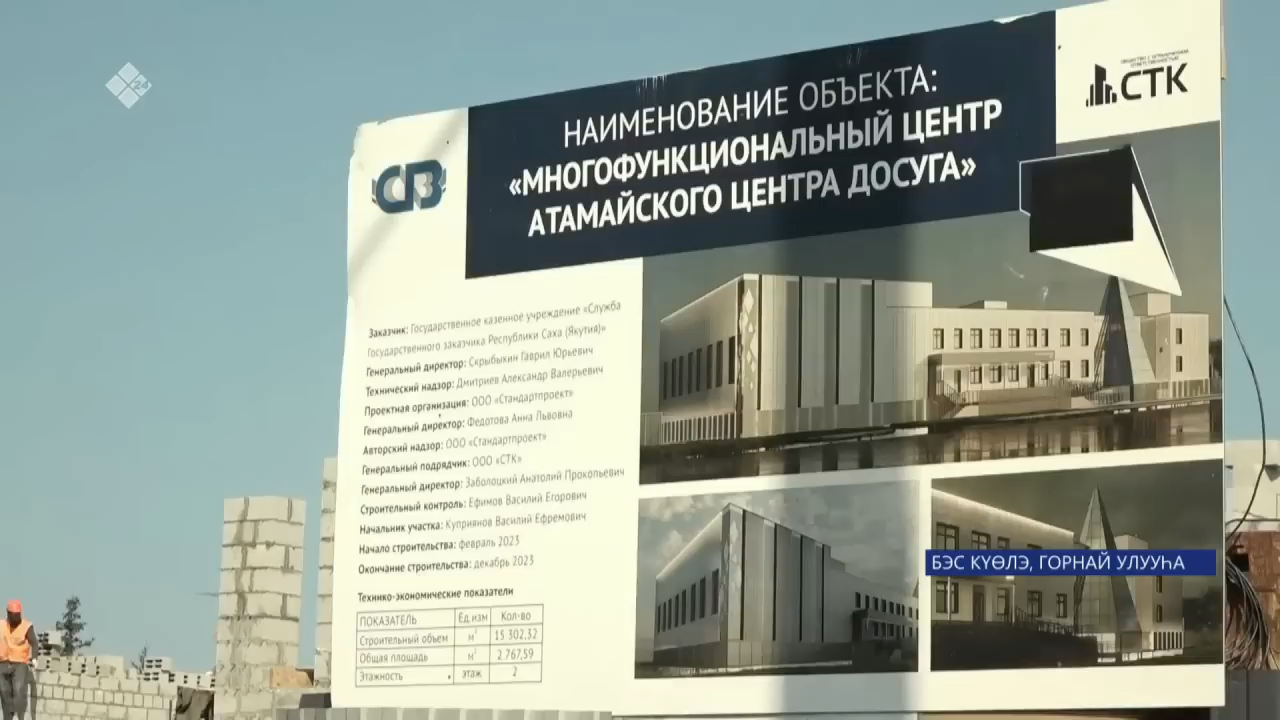 24
НАИМЕНОВАНИЕ ОБЪЕКТА:
«МНОГОФУНКЦИОНАЛЬНЫЙ ЦЕНТР
АТАМАЙСКОГО ЦЕНТРА ДОСУГА»
ОБЩЕСТВО С ОГРАНИЧЕННОЙ
ОТВЕТСТВЕННОСТЬЮ
СТК
Заказчик: Государственное казенное учреждение «Служба
Государственного заказчика Республики Саха (Якутия)»
Генеральный директор: Скрыбыкин Гаврил Юрьевич
Технический надзор: Дмитриев Александр Валерьевич
Проектная организация: ООО «Стандартпроект»
Генеральный директор: Федотова Анна Львовна
Авторский надзор: ООО «Стандартпроект»
Генеральный подрядчик: ООО «СТК»
Генеральный директор: Заболоцкий Анатолий Прокопьевич
Строительный контроль: Ефимов Василий Егорович
Начальник участка: Куприянов Василий Ефремович
Начало строительства: февраль 2023
Окончание строительства: декабрь 2023
Технико-экономические показатели
ПОКАЗАТЕЛЬ Ед.изм Кол-во
Строительный объем м³ 15 302,32
Общая площадь м² 2 767,59
Этажность этаж 2
БЭС КҮӨЛЭ, ГОРНАЙ УЛУУҺА